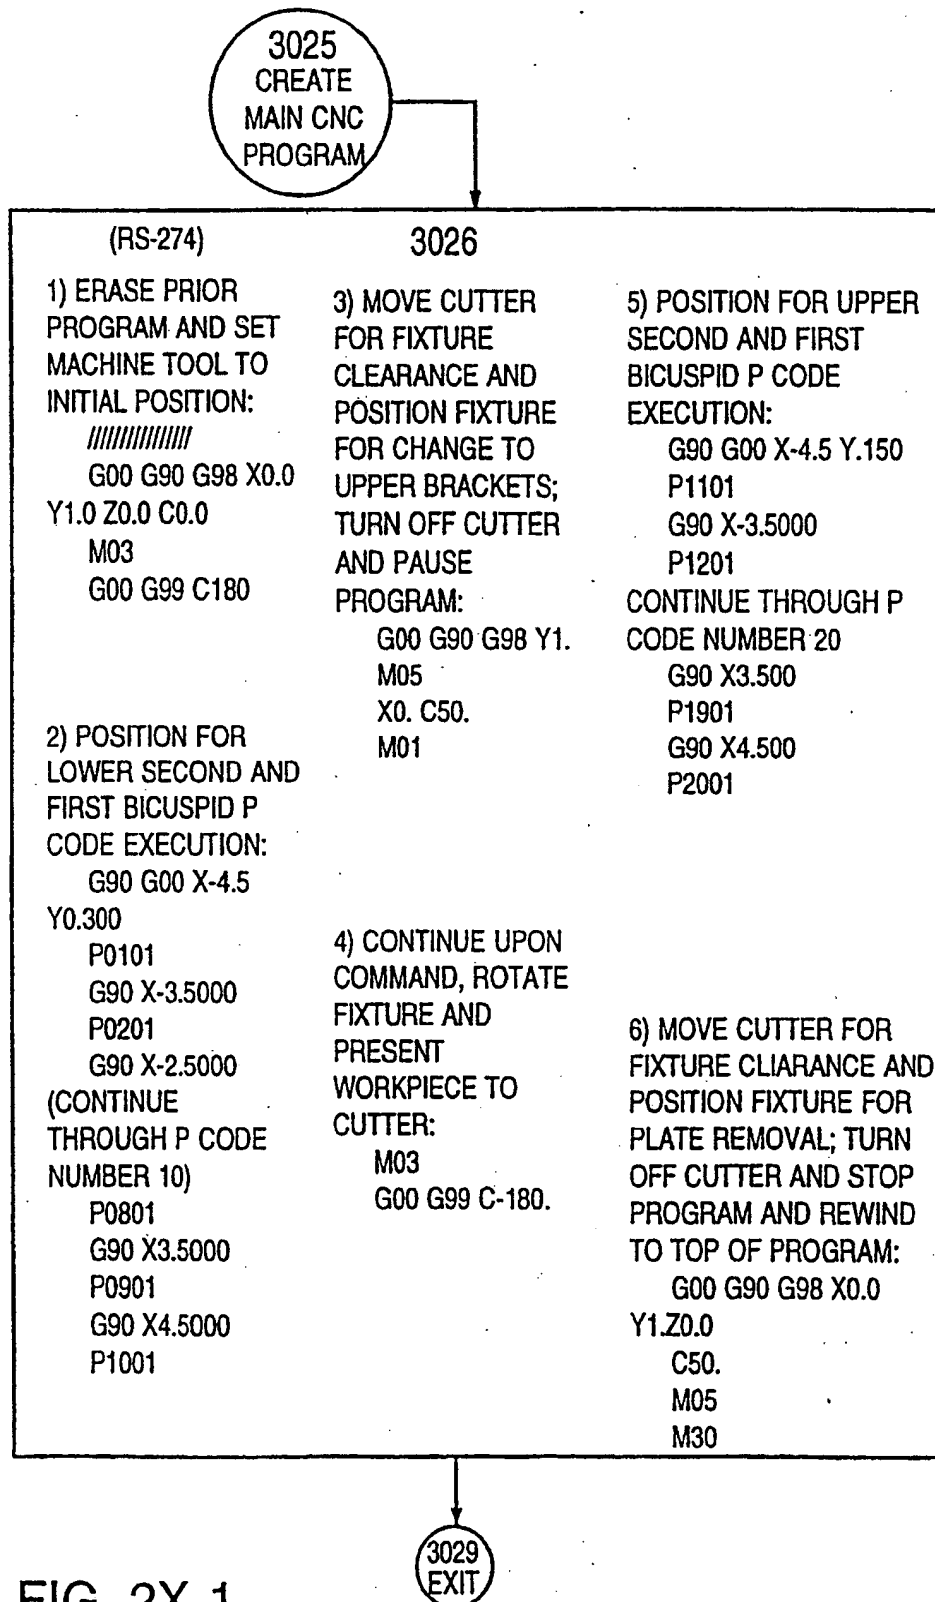 3025
CREATE
MAIN CNC
PROGRAM
(RS-274)
3026
1) ERASE PRIOR
PROGRAM AND SET
MACHINE TOOL TO
INITIAL POSITION:
////////////////
G00 G90 G98 X0.0
Y1.0 Z0.0 C0.0
M03
G00 G99 C180
2) POSITION FOR
LOWER SECOND AND
FIRST BICUSPID P
CODE EXECUTION:
G90 G00 X-4.5
Y0.300
P0101
G90 X-3.5000
P0201
G90 X-2.5000
(CONTINUE
THROUGH P CODE
NUMBER 10)
P0801
G90 X3.5000
P0901
G90 X4.5000
P1001
3) MOVE CUTTER
FOR FIXTURE
CLEARANCE AND
POSITION FIXTURE
FOR CHANGE TO
UPPER BRACKETS;
TURN OFF CUTTER
AND PAUSE
PROGRAM:
G00 G90 G98 Y1.
M05
X0. C50.
M01
4) CONTINUE UPON
COMMAND, ROTATE
FIXTURE AND
PRESENT
WORKPIECE TO
CUTTER:
M03
G00 G99 C-180.
5) POSITION FOR UPPER
SECOND AND FIRST
BICUSPID P CODE
EXECUTION:
G90 G00 X-4.5 Y.150
P1101
G90 X-3.5000
P1201
CONTINUE THROUGH P
CODE NUMBER 20
G90 X3.500
P1901
G90 X4.500
P2001
6) MOVE CUTTER FOR
FIXTURE CLIARANCE AND
POSITION FIXTURE FOR
PLATE REMOVAL; TURN
OFF CUTTER AND STOP
PROGRAM AND REWIND
TO TOP OF PROGRAM:
G00 G90 G98 X0.0
Y1.Z0.0
C50.
M05
M30
3029
EXIT
FIG. 2X-1